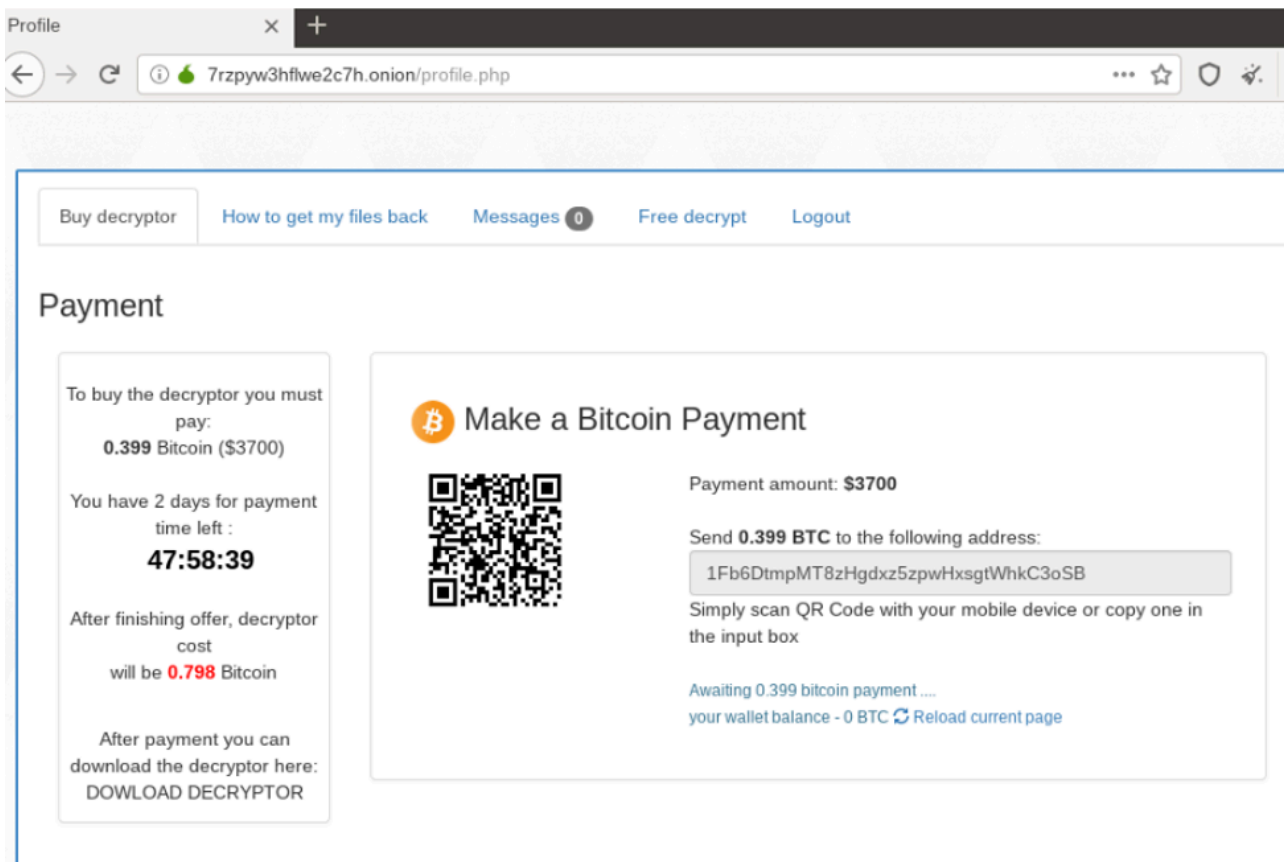 Profile
7rzpyw3hflwe2c7h.onion/profile.php
Buy decryptor
How to get my files back
Messages 0
Free decrypt
Logout
Payment
To buy the decryptor you must
pay:
0.399 Bitcoin ($3700)
You have 2 days for payment
time left :
47:58:39
After finishing offer, decryptor
cost
will be 0.798 Bitcoin
After payment you can
download the decryptor here:
DOWLOAD DECRYPTOR
Make a Bitcoin Payment
Payment amount: $3700
Send 0.399 BTC to the following address:
1Fb6DtmpMT8zHgdxz5zpwHxsgtWhkC3oSB
Simply scan QR Code with your mobile device or copy one in
the input box
Awaiting 0.399 bitcoin payment ....
your wallet balance - 0 BTC Reload current page